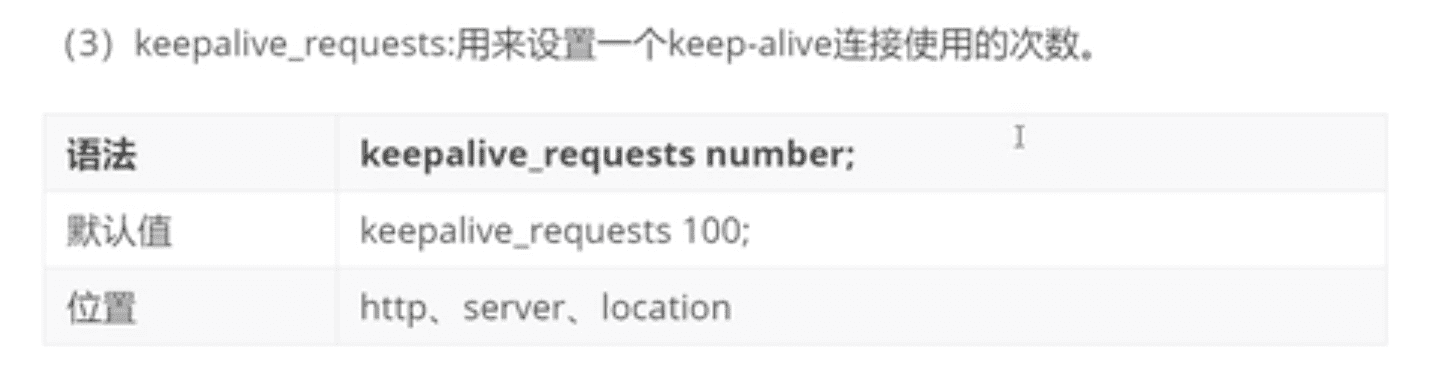 （3）keepalive_requests:用来设置一个keep-alive连接使用的次数。
语法 keepalive_requests number;
默认值 keepalive_requests 100;
位置 http、server、location